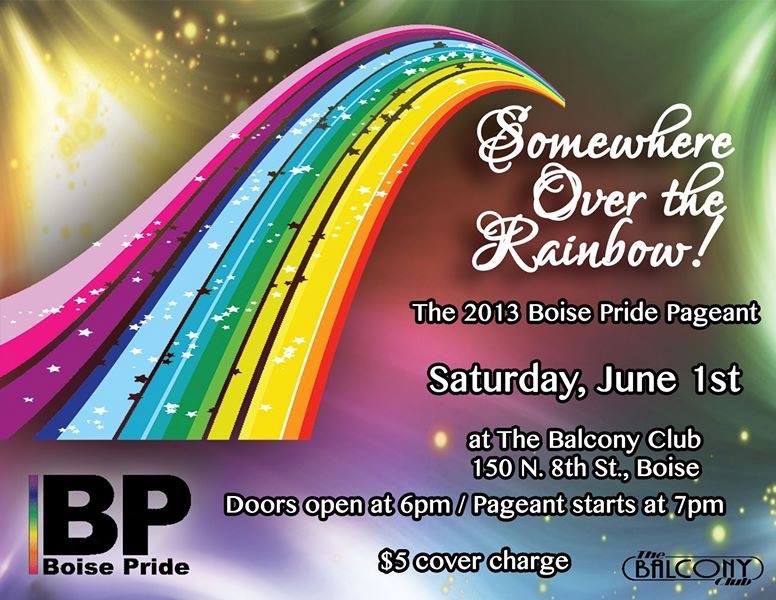 Somewhere
Over the
Rainbow!
The 2013 Boise Pride Pageant
Saturday, June 1st
at The Balcony Club
150 N. 8th St., Boise
Doors open at 6pm / Pageant starts at 7pm
$5 cover charge
BP
Boise Pride
The
BALCONY
Club